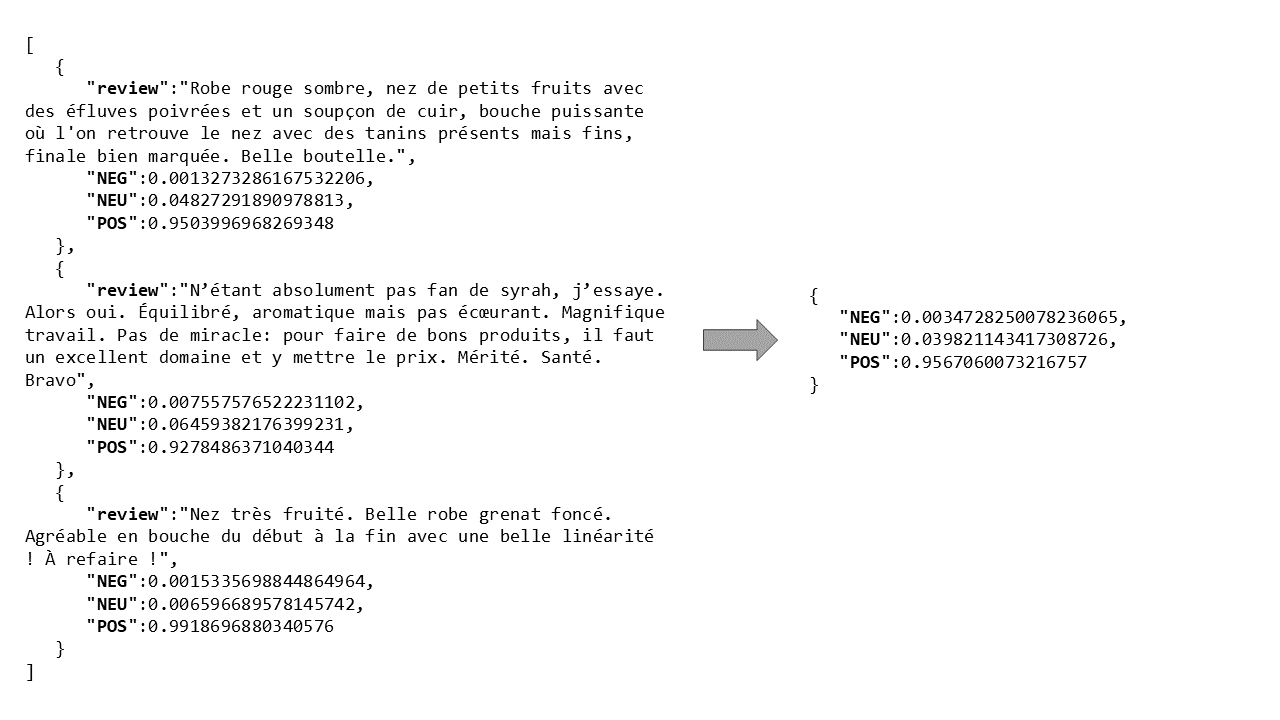 [
{
"review":"Robe rouge sombre, nez de petits fruits avec
des éfluves poivrées et un soupçon de cuir, bouche puissante
où l'on retrouve le nez avec des tanins présents mais fins,
finale bien marquée. Belle boutelle.",
"NEG":0.0013273286167532206,
"NEU":0.04827291890978813,
"POS":0.9503996968269348
},
{
"review":"N’étant absolument pas fan de syrah, j’essaye.
Alors oui. Équilibré, aromatique mais pas écœurant. Magnifique
travail. Pas de miracle: pour faire de bons produits, il faut
un excellent domaine et y mettre le prix. Mérité. Santé.
Bravo",
"NEG":0.007557576522231102,
"NEU":0.06459382176399231,
"POS":0.9278486371040344
},
{
"review":"Nez très fruité. Belle robe grenat foncé.
Agréable en bouche du début à la fin avec une belle linéarité
! À refaire !",
"NEG":0.0015335698844864964,
"NEU":0.006596689578145742,
"POS":0.9918696880340576
}
]
{
"NEG":0.0034728250078236065,
"NEU":0.039821143417308726,
"POS":0.9567060073216757
}